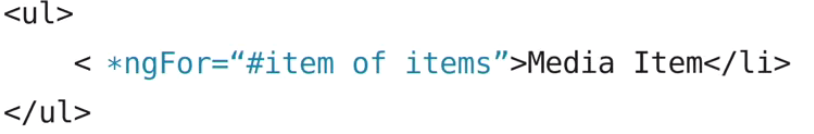 <ul>
    < *ngFor=“#item of items”>Media Item</li>
</ul>